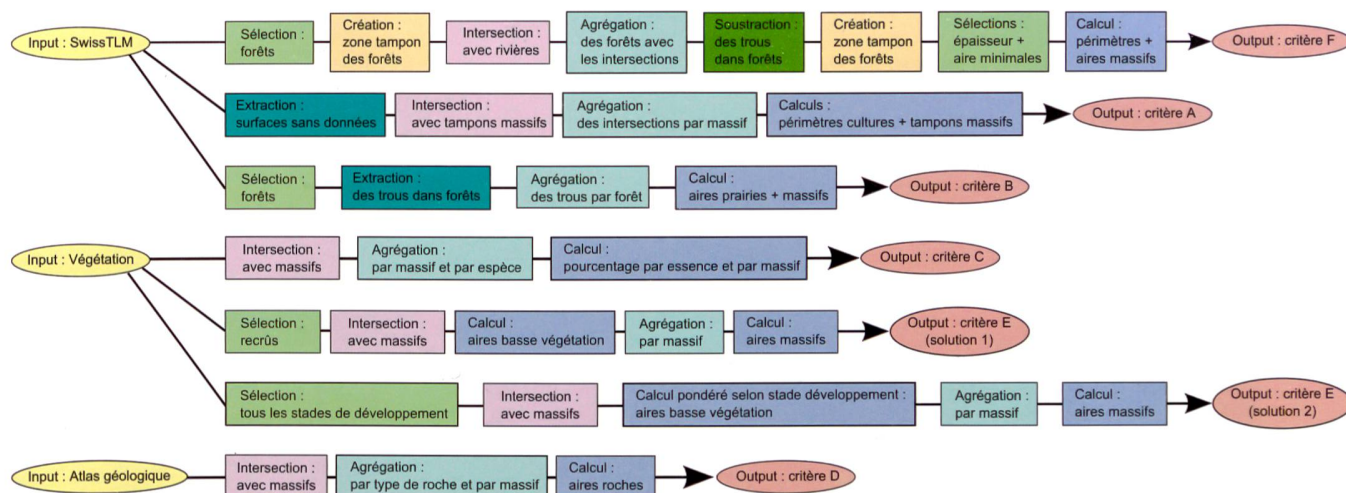 Input : SwissTLM
Sélection :
forêts
Création :
zone tampon
des forêts
Intersection :
avec rivières
Agrégation :
des forêts avec
les intersections
Soustraction :
des trous
dans forêts
Création :
zone tampon
des forêts
Sélections :
épaisseur +
aire minimales
Calcul :
périmètres +
aires massifs
Output : critère F
Extraction :
surfaces sans données
Intersection :
avec tampons massifs
Agrégation :
des intersections par massif
Calculs :
périmètres cultures + tampons massifs
Output : critère A
Sélection :
forêts
Extraction :
des trous dans forêts
Agrégation :
des trous par forêt
Calcul :
aires prairies + massifs
Output : critère B
Input : Végétation
Intersection :
avec massifs
Agrégation :
par massif et par espèce
Calcul :
pourcentage par essence et par massif
Output : critère C
Sélection :
recrûs
Intersection :
avec massifs
Calcul :
aires basse végétation
Agrégation :
par massif
Calcul :
aires massifs
Output : critère E
(solution 1)
Sélection :
tous les stades de développement
Intersection :
avec massifs
Calcul pondéré selon stade développement :
aires basse végétation
Agrégation :
par massif
Calcul :
aires massifs
Output : critère E
(solution 2)
Input : Atlas géologique
Intersection :
avec massifs
Agrégation :
par type de roche et par massif
Calcul :
aires roches
Output : critère D